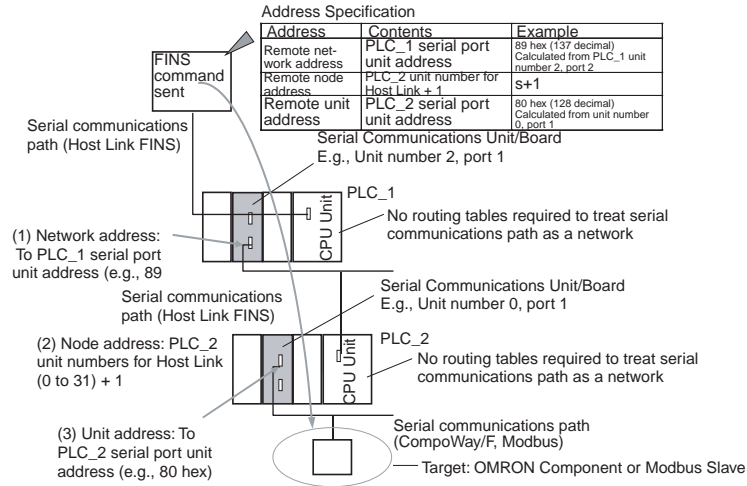 Address Specification
Address Contents Example
Remote net-
work address
PLC_1 serial port
unit address
89 hex (137 decimal)
Calculated from PLC_1 unit
number 2, port 2
Remote node
address
PLC_2 unit number for
Host Link + 1
s+1
Remote unit
address
PLC_2 serial port
unit address
80 hex (128 decimal)
Calculated from unit number
0, port 1
FINS
command
sent
Serial communications
path (Host Link FINS)
Serial Communications Unit/Board
E.g., Unit number 2, port 1
PLC_1
CPU Unit
No routing tables required to treat serial
communications path as a network
(1) Network address:
To PLC_1 serial port
unit address (e.g., 89
Serial communications
path (Host Link FINS)
Serial Communications Unit/Board
E.g., Unit number 0, port 1
(2) Node address: PLC_2
unit numbers for Host Link
(0 to 31) + 1
PLC_2
CPU Unit
No routing tables required to treat serial
communications path as a network
(3) Unit address: To
PLC_2 serial port unit
address (e.g., 80 hex)
Serial communications path
(CompoWay/F, Modbus)
Target: OMRON Component or Modbus Slave